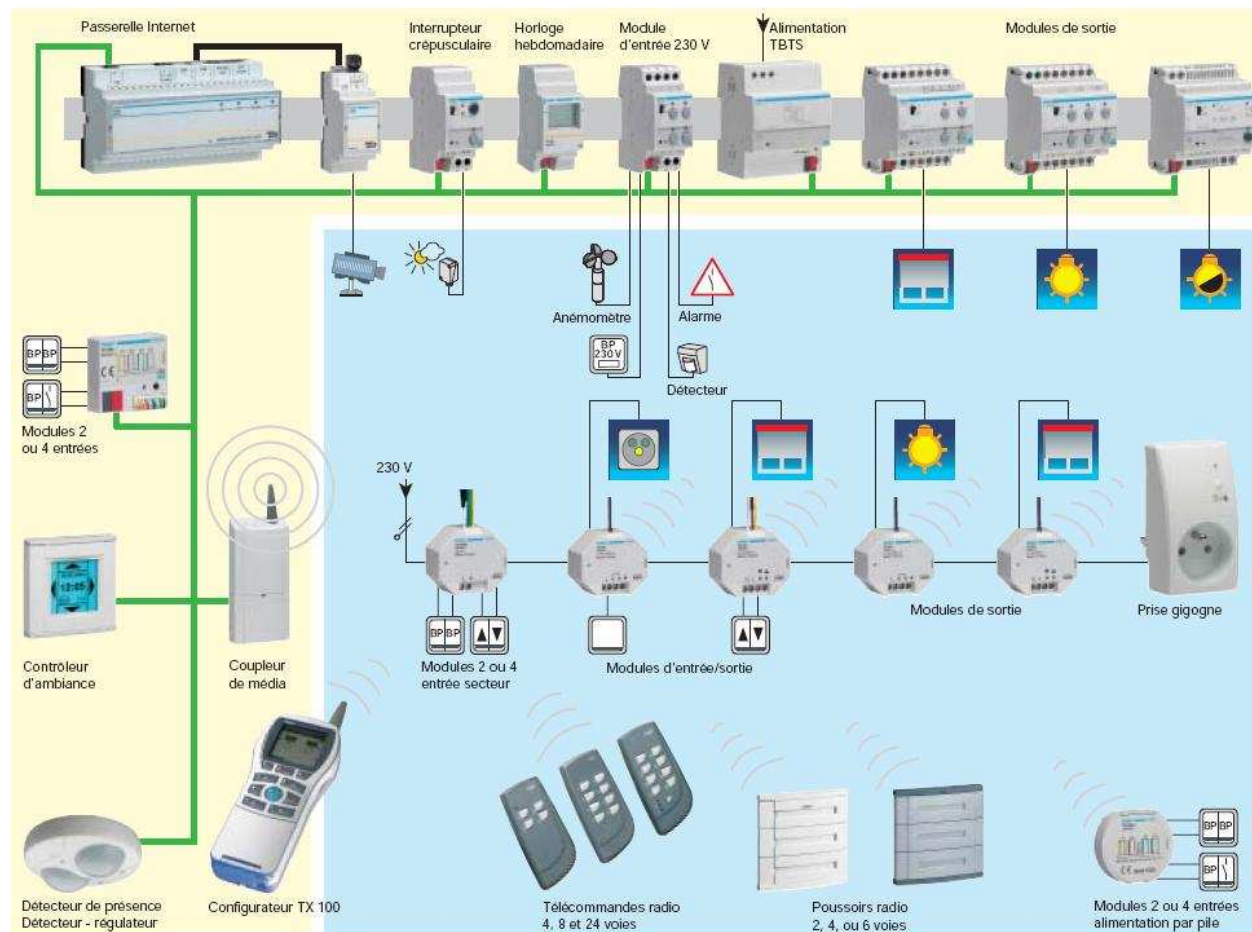 Passerelle Internet
Interrupteur
crépusculaire
Horloge
hebdomadaire
Module
d'entrée 230 V
Alimentation
TBTS
Modules de sortie
Anémomètre
Alarme
BP
230 V
Détecteur
BP BP
BP
Modules 2
ou 4 entrées
230 V
12:05
Contrôleur
d'ambiance
Coupleur
de média
BP BP
Modules 2 ou 4
entrée secteur
Modules d'entrée/sortie
Modules de sortie
Prise gigogne
Détecteur de présence
Détecteur - régulateur
Configurateur TX 100
Télécommandes radio
4, 8 et 24 voies
Poussoirs radio
2, 4, ou 6 voies
BP BP
BP
Modules 2 ou 4 entrées
alimentation par pile